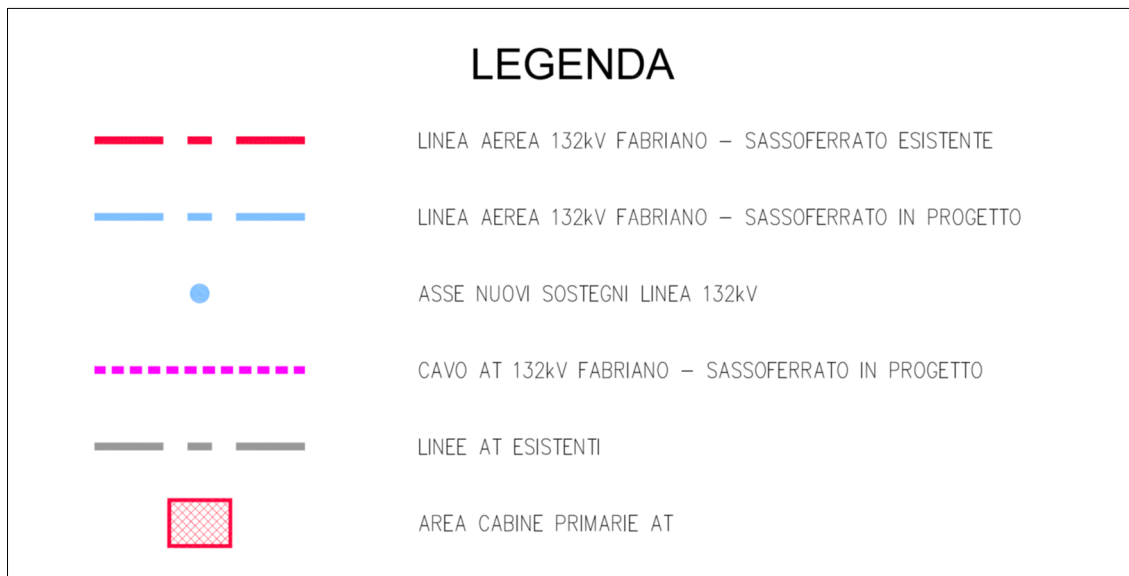 LEGENDA
LINEA AEREA 132kV FABRIANO – SASSOFERRATO ESISTENTE
LINEA AEREA 132kV FABRIANO – SASSOFERRATO IN PROGETTO
ASSE NUOVI SOSTEGNI LINEA 132kV
CAVO AT 132kV FABRIANO – SASSOFERRATO IN PROGETTO
LINEE AT ESISTENTI
AREA CABINE PRIMARIE AT